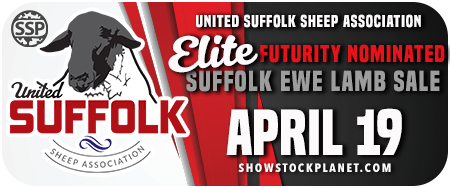 SSP
United
SUFFOLK
SHEEP ASSOCIATION
UNITED SUFFOLK SHEEP ASSOCIATION
Elite FUTURITY NOMINATED
SUFFOLK EWE LAMB SALE
APRIL 19
SHOWSTOCKPLANET.COM